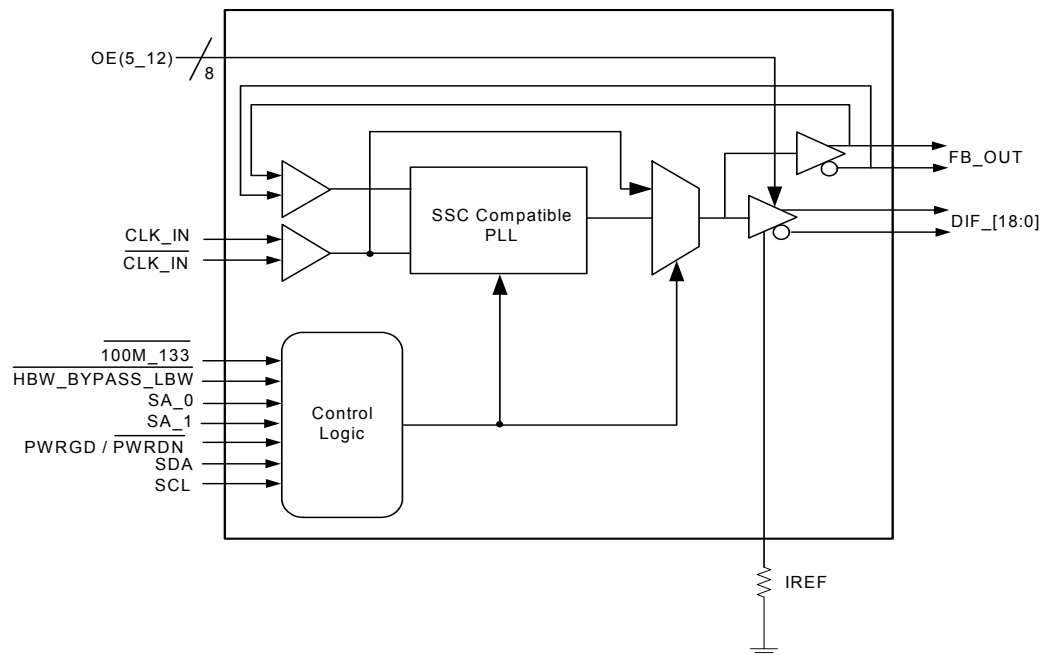 OE(5_12)
8
FB_OUT
SSC Compatible
PLL
DIF_[18:0]
CLK_IN
CLK_IN
100M_133
HBW_BYPASS_LBW
SA_0
SA_1
PWRGD / PWRDN
SDA
SCL
Control
Logic
IREF